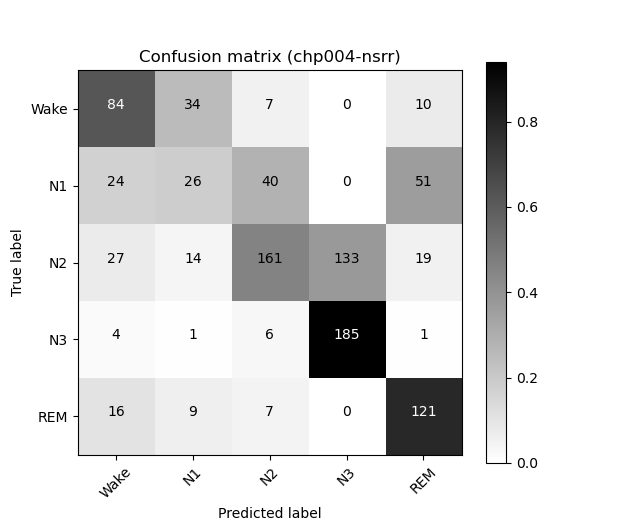 Confusion matrix (chp004-nsrr)
True label
Wake 84 34 7 0 10
N1 24 26 40 0 51
N2 27 14 161 133 19
N3 4 1 6 185 1
REM 16 9 7 0 121
Wake N1 N2 N3 REM
Predicted label
0.8
0.6
0.4
0.2
0.0